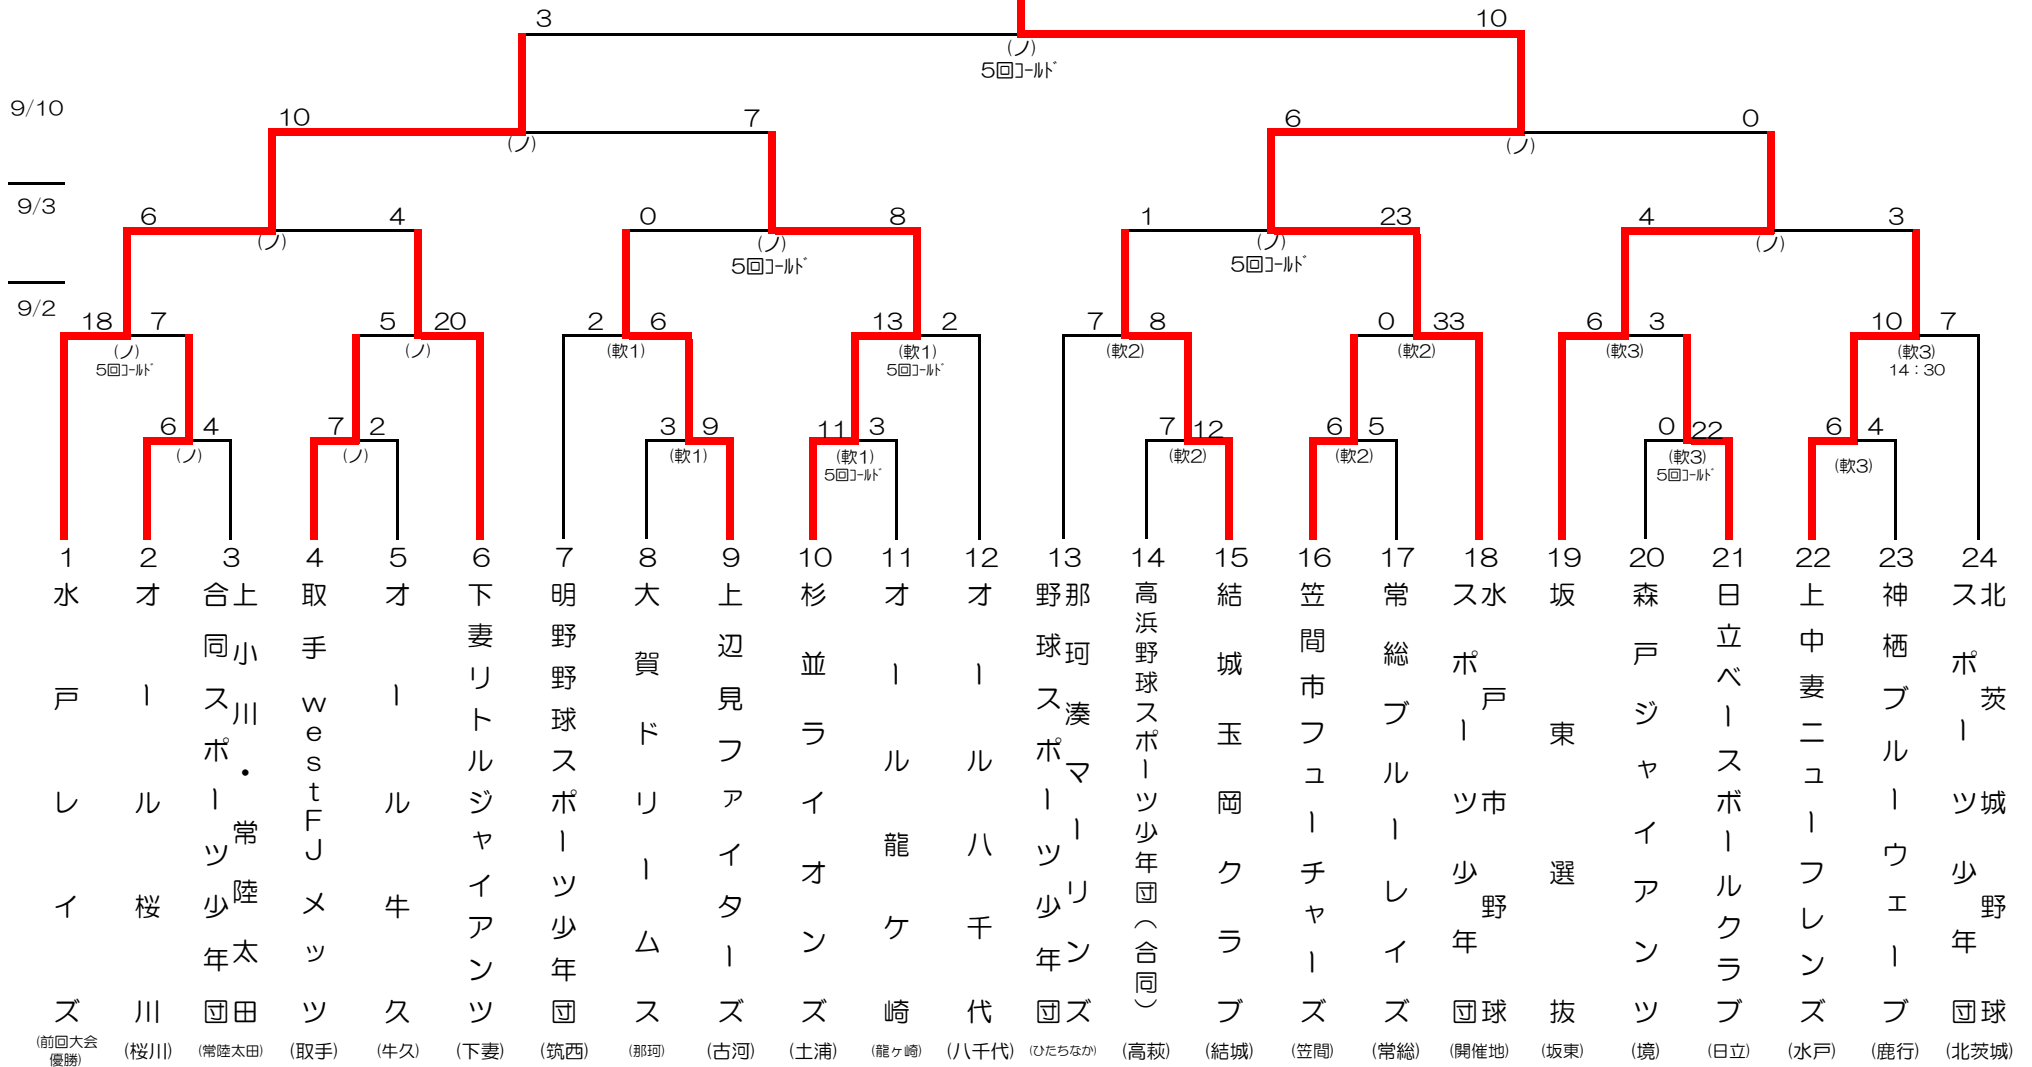 3 10
(ノ)
5回コールド
9/10
10 7 6 0
(ノ) (ノ)
9/3
6 4 0 8 1 23 4 3
(ノ) (ノ) (ノ) (ノ)
5回コールド 5回コールド
9/2
18 7 5 20 2 6 13 2 7 8 0 33 6 3 10 7
(ノ) (ノ) (軟1) (軟1) (軟2) (軟2) (軟3) (軟3)
5回コールド 5回コールド 14:30
6 4 7 2 3 9 11 3 7 12 6 5 0 22 6 4
(ノ) (ノ) (軟1) (軟1) (軟2) (軟2) (軟3) (軟3)
5回コールド 5回コールド
1 2 3 4 5 6 7 8 9 10 11 12 13 14 15 16 17 18 19 20 21 22 23 24
水戸レイズ
(前回大会
優勝)
オール桜川
(桜川)
上小川・常陸太田
合同スポーツ少年団
(常陸太田)
取手westFJメッツ
(取手)
オール牛久
(牛久)
下妻リトルジャイアンツ
(下妻)
明野野球スポーツ少年団
(筑西)
大賀ドリームス
(那珂)
上辺見ファイターズ
(古河)
杉並ライオンズ
(土浦)
オール龍ケ崎
(龍ヶ崎)
オール八千代
(八千代)
那珂湊マーリンズ
野球スポーツ少年団
(ひたちなか)
高浜野球スポーツ少年団(合同)
(高萩)
結城玉岡クラブ
(結城)
笠間市フューチャーズ
(笠間)
常総ブルーレイズ
(常総)
水戸市野球
スポーツ少年団
(開催地)
坂東選抜
(坂東)
森戸ジャイアンツ
(境)
日立ベースボールクラブ
(日立)
上中妻ニューフレンズ
(水戸)
神栖ブルーウェーブ
(鹿行)
北茨城野球
スポーツ少年団
(北茨城)